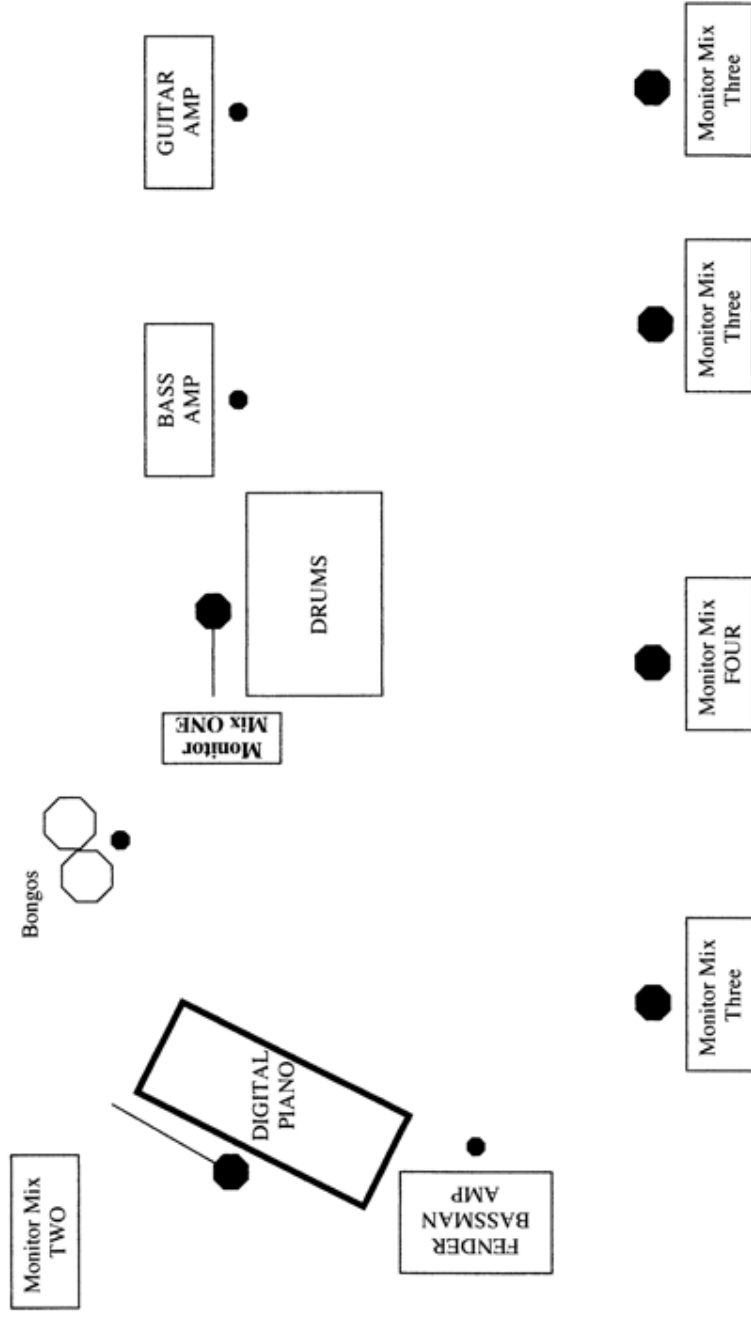 Monitor Mix
TWO
Bongos
Monitor
Mix ONE
BASS
AMP
GUITAR
AMP
DIGITAL
PIANO
DRUMS
FENDER
BASSMAN
AMP
Monitor Mix
Three
Monitor Mix
FOUR
Monitor Mix
Three
Monitor Mix
Three